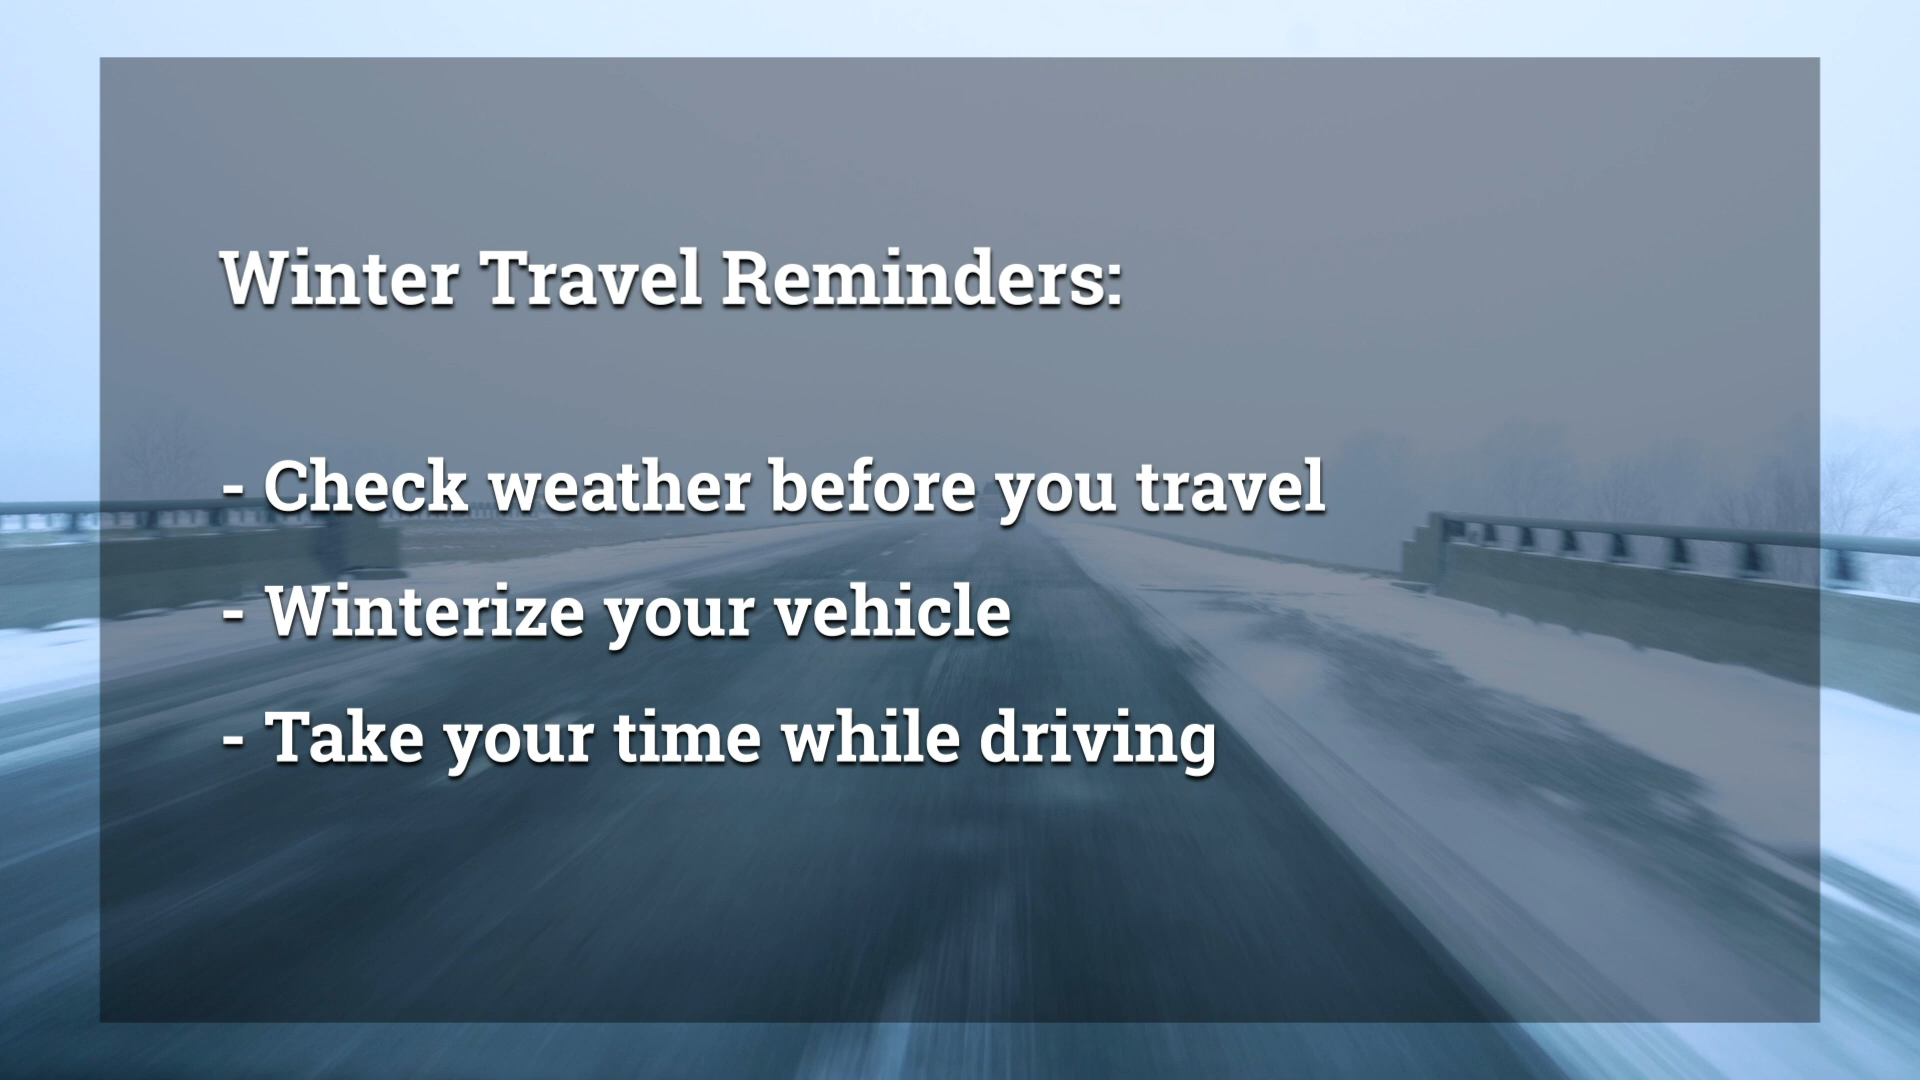 Winter Travel Reminders:
- Check weather before you travel
- Winterize your vehicle
- Take your time while driving